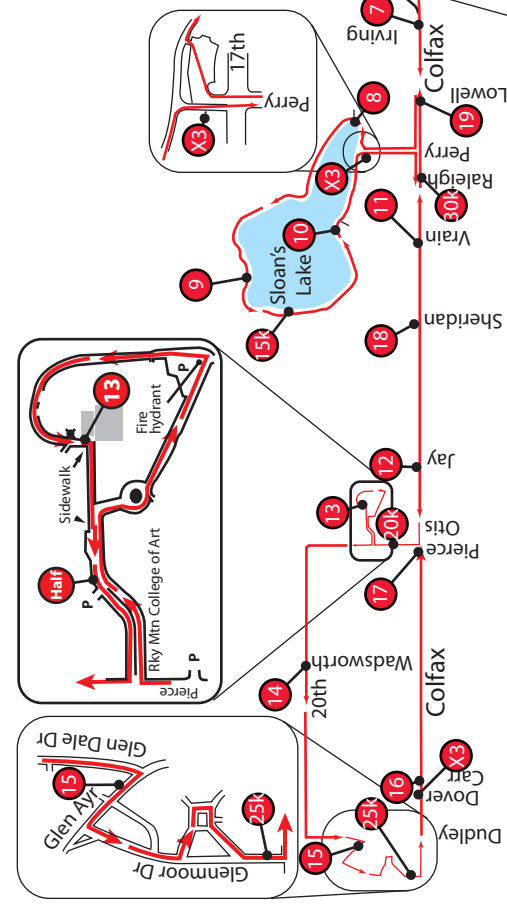 7
Irving
Colfax
Lowell
19
Perry
Raleigh
30k
11
Vrain
Sheridan
18
8
X3
10
9
Sloan's
Lake
15k
17th
Perry
X3
12
Jay
Otis
Pierce
17
13
20k
14
Wadsworth
20th
Colfax
X3
16
Carr
Dover
Dudley
25k
15
13
Fire
hydrant
P
Sidewalk
Half
P
Rky Mtn College of Art
Pierce
P
Glen Dale Dr
15
Glen Ayr
Glenmoor Dr
25k